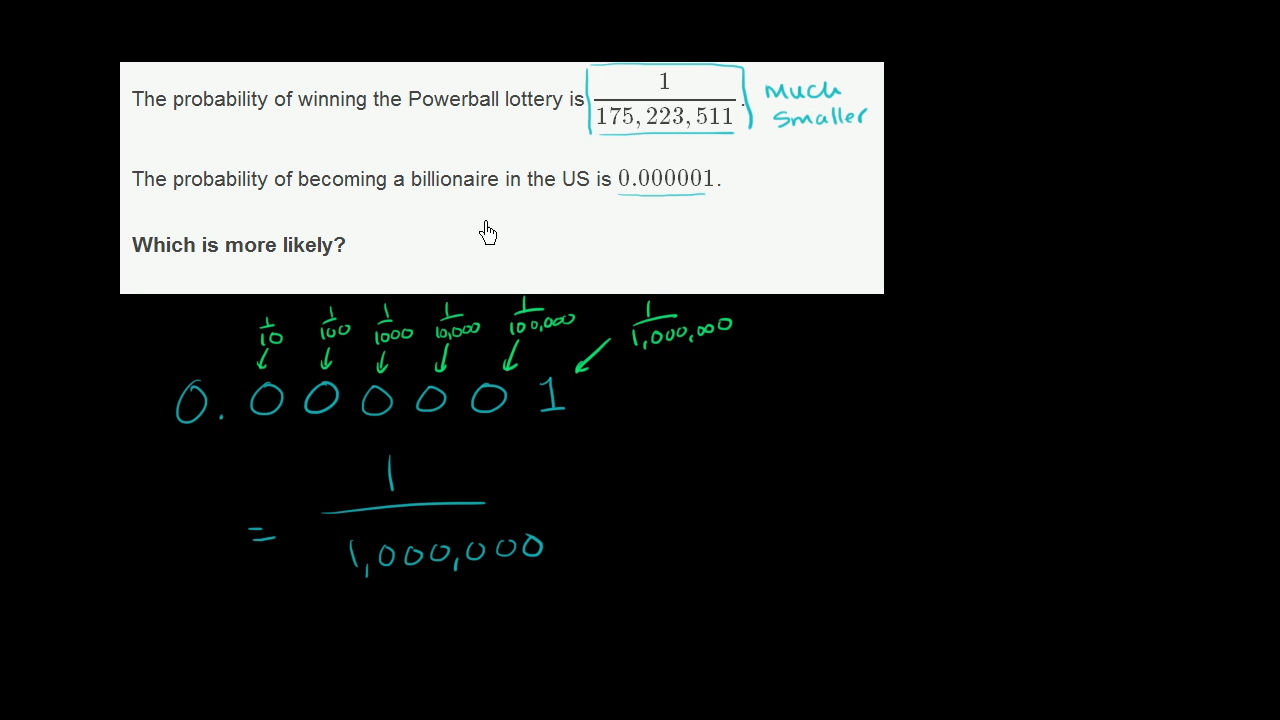 The probability of winning the Powerball lottery is 1/175,223,511. Much smaller
The probability of becoming a billionaire in the US is 0.000001.
Which is more likely?
1/10 1/100 1/1000 1/10,000 1/100,000 1/1,000,000
0.000001
= 1/1,000,000